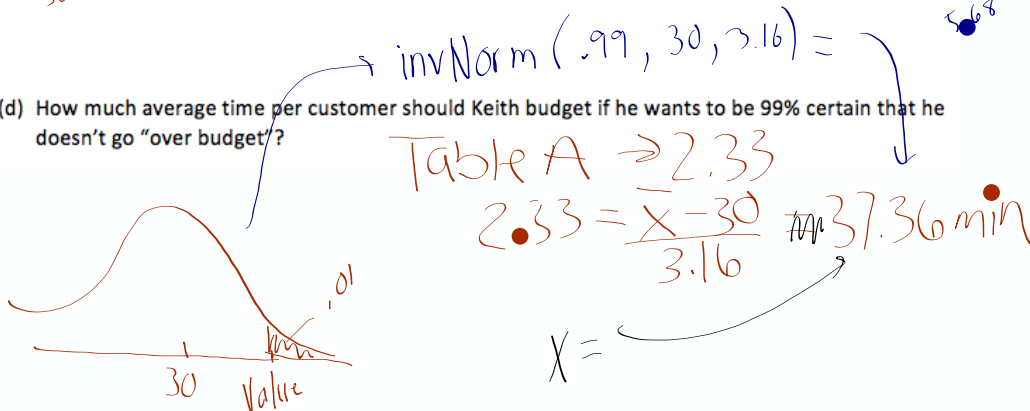 5.68
invNorm (.99, 30, 3.16) =
(d) How much average time per customer should Keith budget if he wants to be 99% certain that he
doesn't go "over budget"?
Table A → 2.33
2.33 = x̄ - 30 / 3.16 = 37.36 min
.01
x =
30 Value